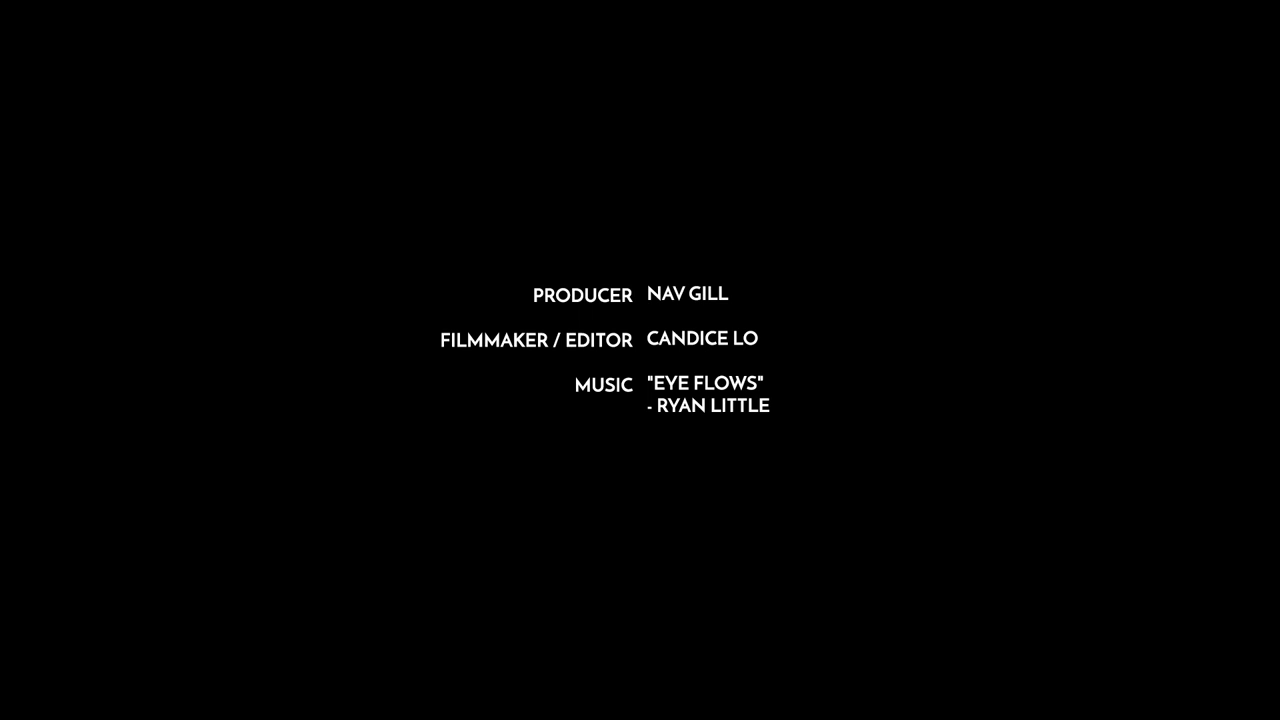 PRODUCER NAV GILL
FILMMAKER / EDITOR CANDICE LO
MUSIC "EYE FLOWS"
- RYAN LITTLE